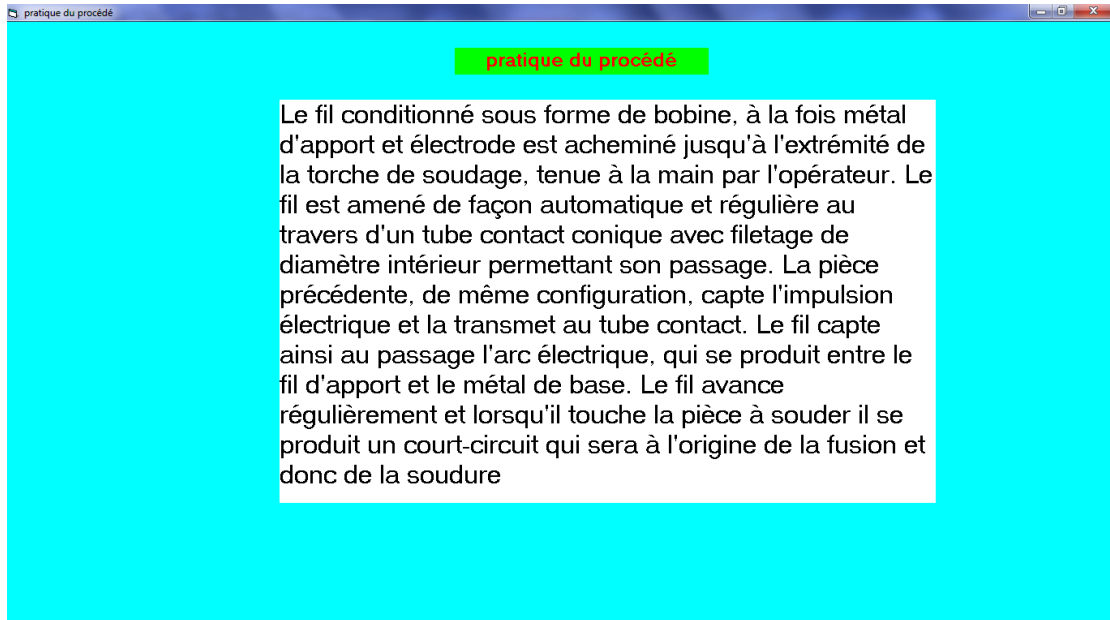 pratique du procédé
pratique du procédé
Le fil conditionné sous forme de bobine, à la fois métal
d'apport et électrode est acheminé jusqu'à l'extrémité de
la torche de soudage, tenue à la main par l'opérateur. Le
fil est amené de façon automatique et régulière au
travers d'un tube contact conique avec filetage de
diamètre intérieur permettant son passage. La pièce
précédente, de même configuration, capte l'impulsion
électrique et la transmet au tube contact. Le fil capte
ainsi au passage l'arc électrique, qui se produit entre le
fil d'apport et le métal de base. Le fil avance
régulièrement et lorsqu'il touche la pièce à souder il se
produit un court-circuit qui sera à l'origine de la fusion et
donc de la soudure